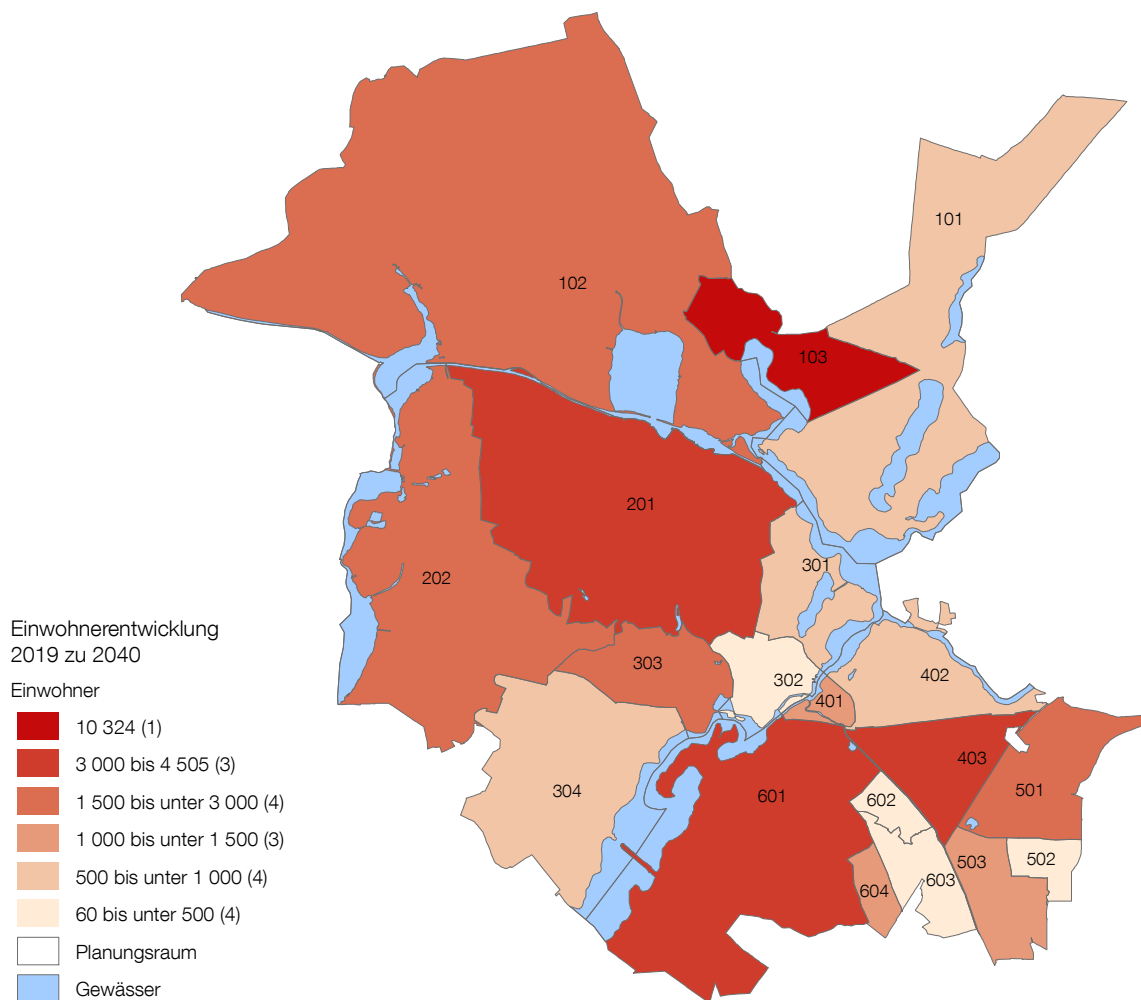 101
102
103
201
301
202
303
302
401
402
403
304
601
501
602
502
503
603
604
Einwohnerentwicklung
2019 zu 2040
Einwohner
10 324 (1)
3 000 bis 4 505 (3)
1 500 bis unter 3 000 (4)
1 000 bis unter 1 500 (3)
500 bis unter 1 000 (4)
60 bis unter 500 (4)
Planungsraum
Gewässer